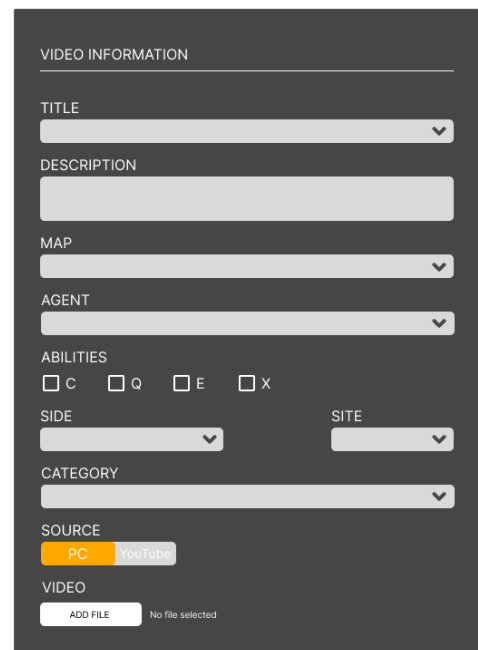 VIDEO INFORMATION
TITLE
DESCRIPTION
MAP
AGENT
ABILITIES
C Q E X
SIDE SITE
CATEGORY
SOURCE
PC YouTube
VIDEO
ADD FILE No file selected